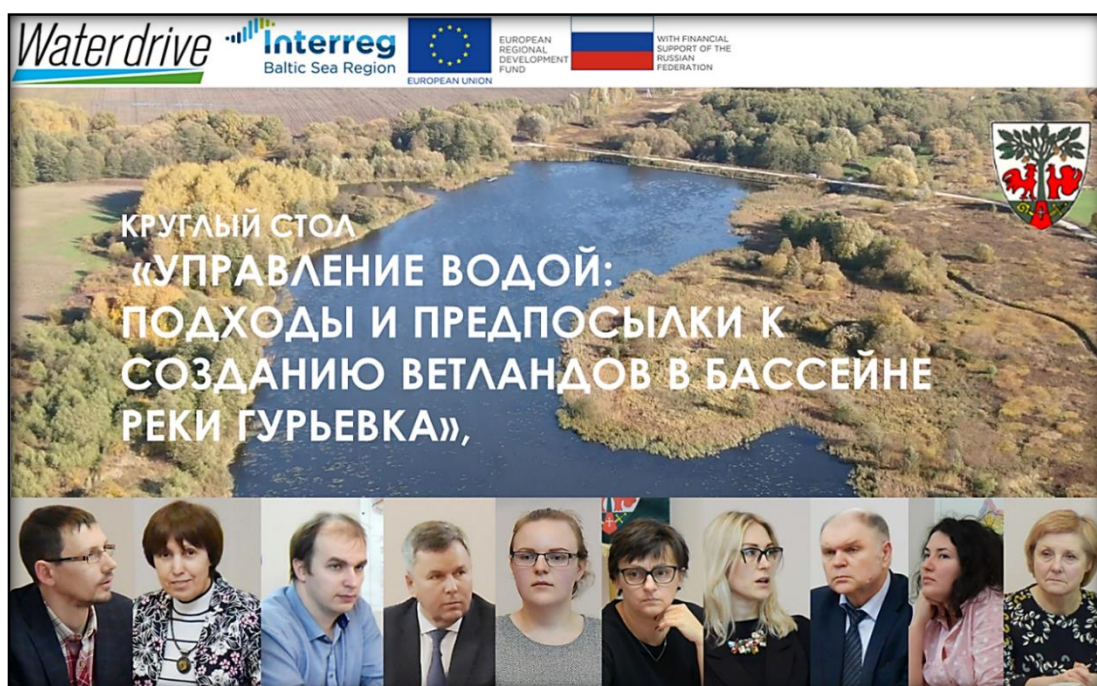 Waterdrive
Interreg
Baltic Sea Region
EUROPEAN UNION
EUROPEAN
REGIONAL
DEVELOPMENT
FUND
WITH FINANCIAL
SUPPORT OF THE
RUSSIAN
FEDERATION
КРУГЛЫЙ СТОЛ
«УПРАВЛЕНИЕ ВОДОЙ:
ПОДХОДЫ И ПРЕДПОСЫЛКИ К
СОЗДАНИЮ ВЕТЛАНДОВ В БАССЕЙНЕ
РЕКИ ГУРЬЕВКА»,